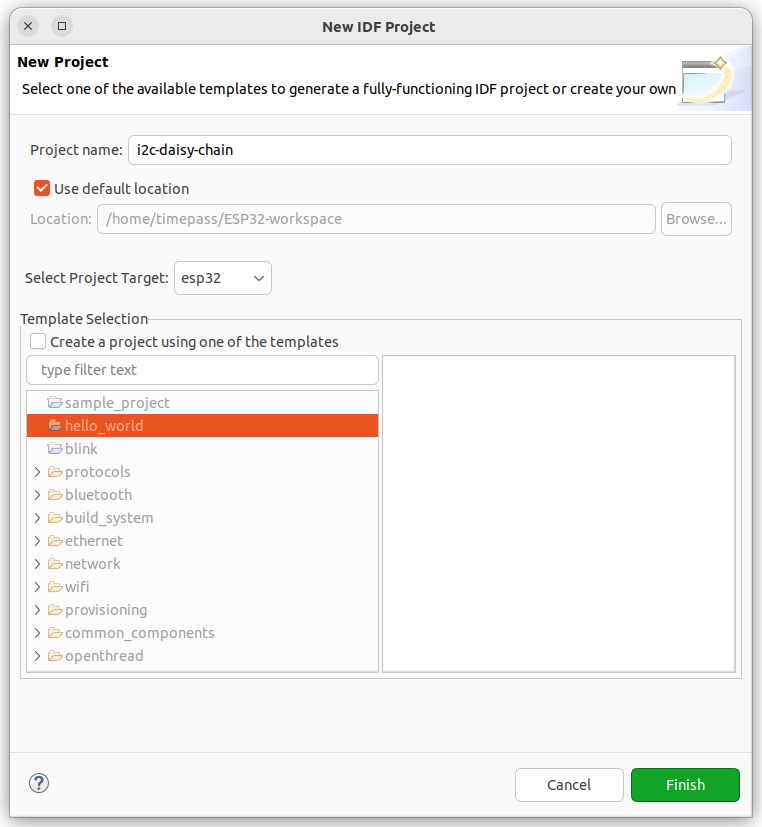 New IDF Project
New Project
Select one of the available templates to generate a fully-functioning IDF project or create your own
Project name: i2c-daisy-chain
Use default location
Location: /home/timepass/ESP32-workspace Browse...
Select Project Target: esp32
Template Selection
Create a project using one of the templates
type filter text
sample_project
hello_world
blink
protocols
bluetooth
build_system
ethernet
network
wifi
provisioning
common_components
openthread
? Cancel Finish